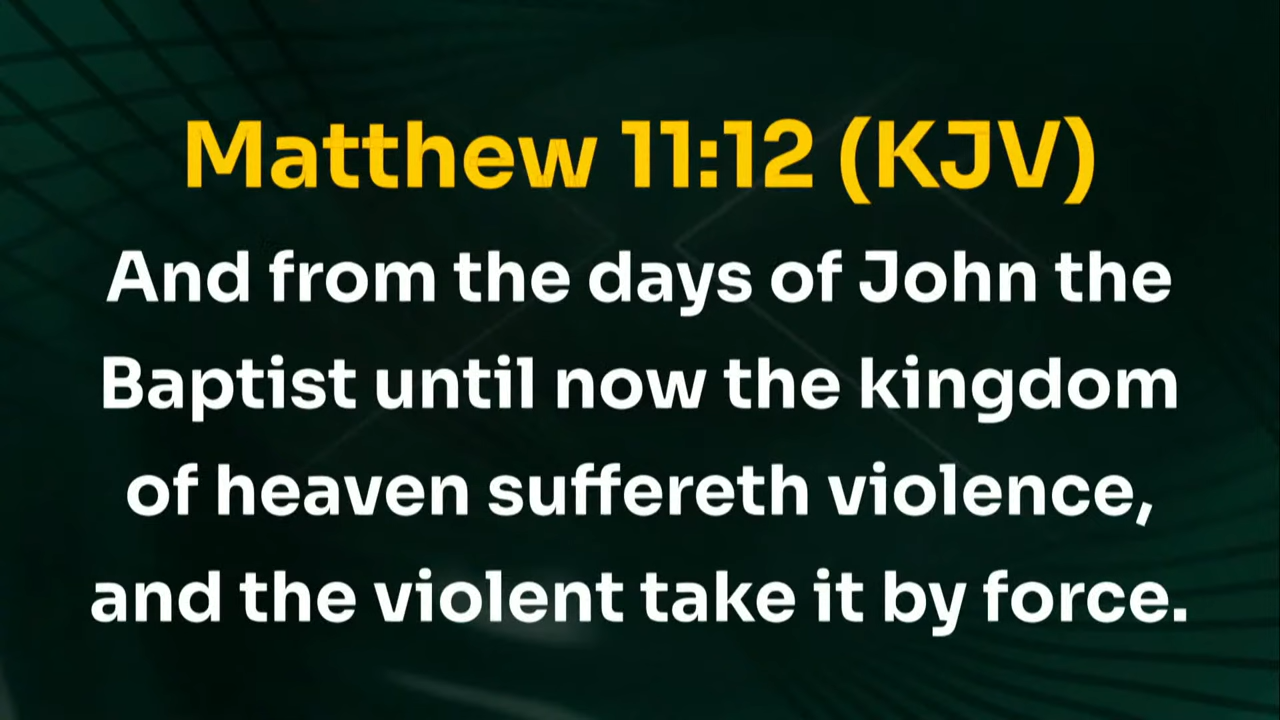 Matthew 11:12 (KJV)
And from the days of John the
Baptist until now the kingdom
of heaven suffereth violence,
and the violent take it by force.